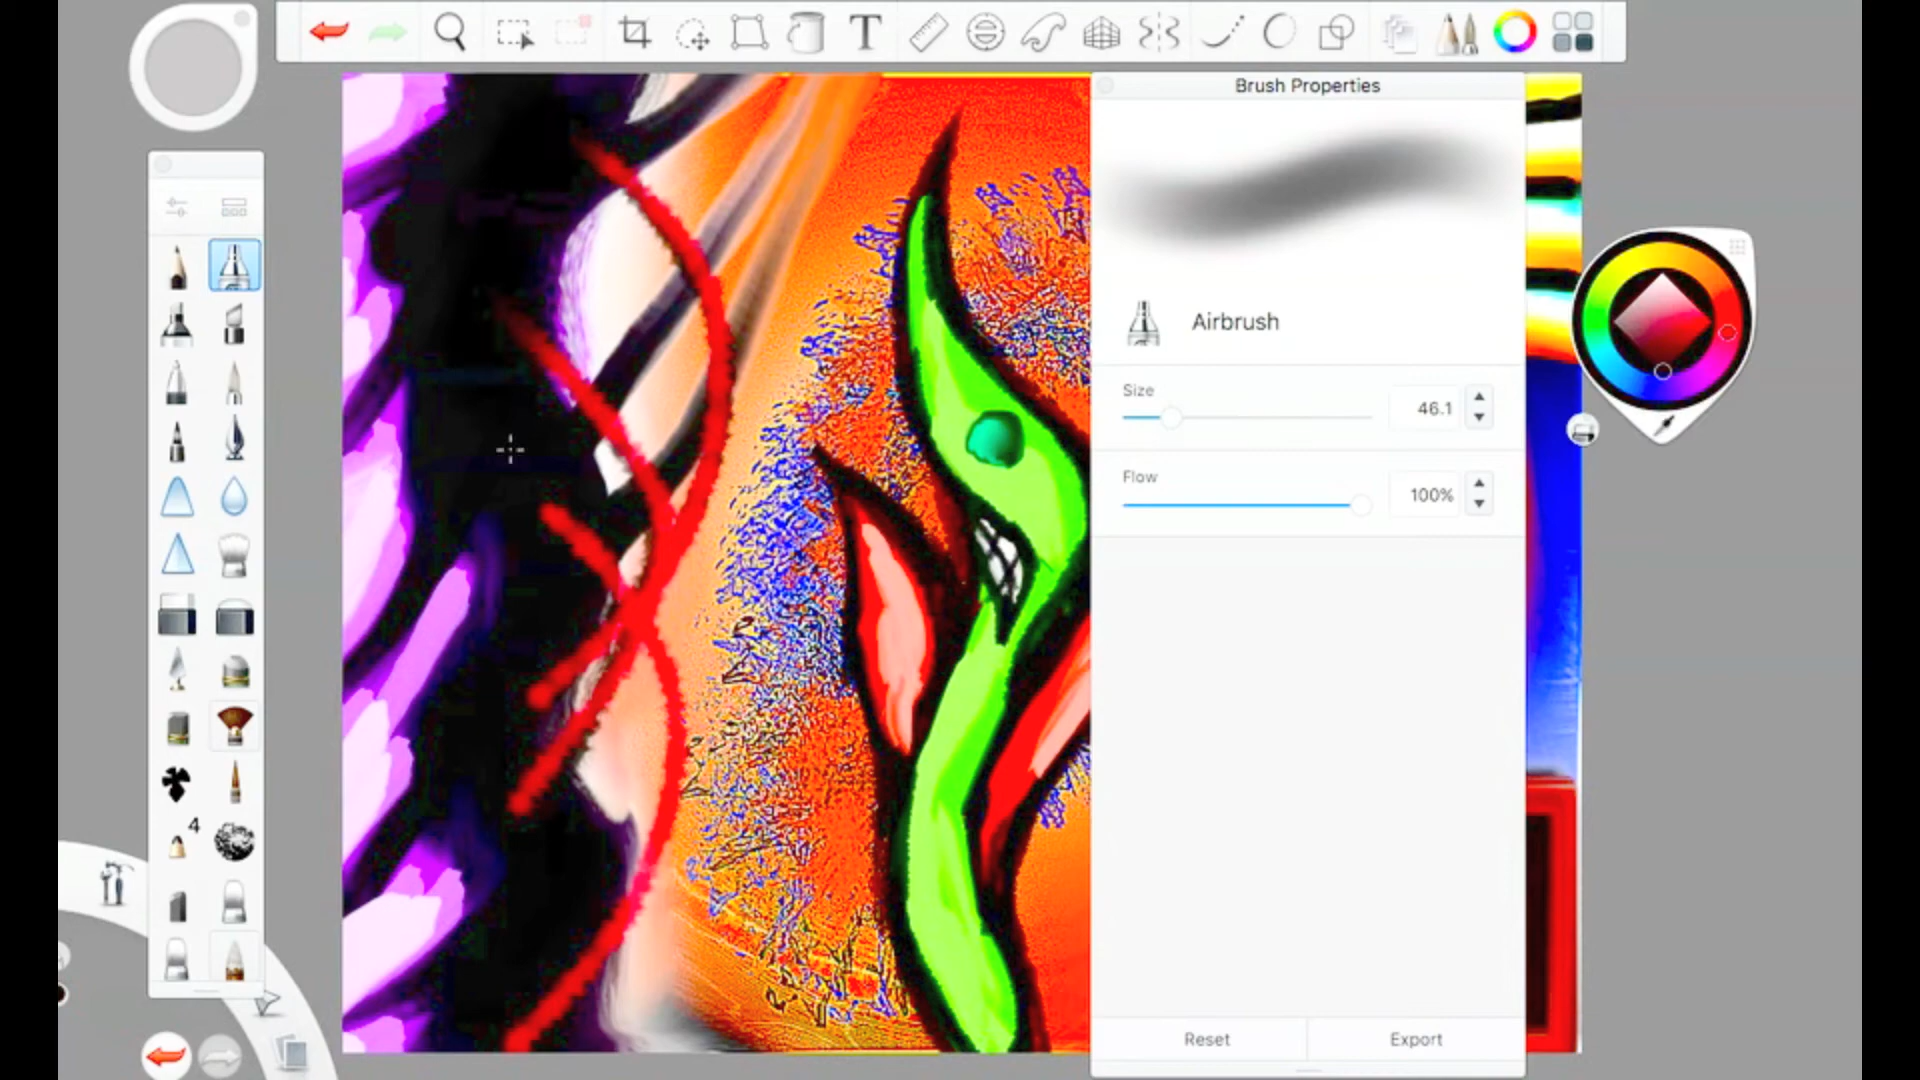 T
Brush Properties
Airbrush
Size
46.1
Flow
100%
4
Reset
Export